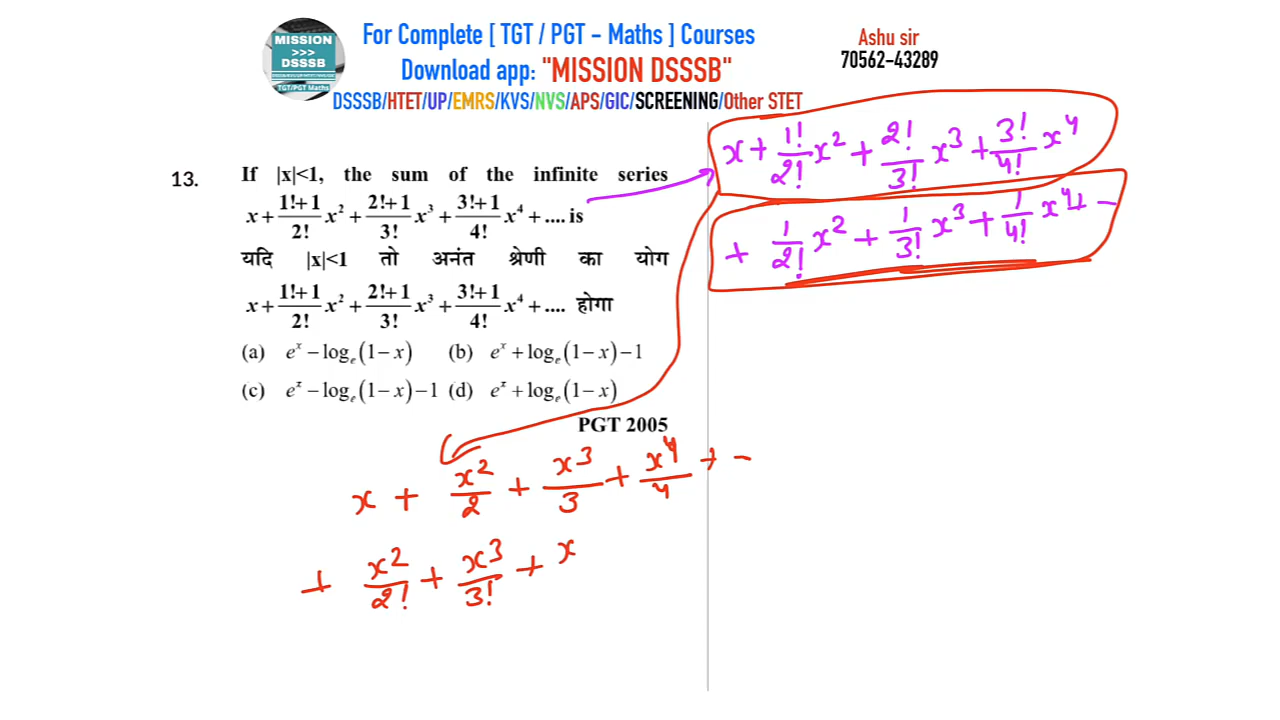 MISSION
>>>
DSSSB
TGT/PGT Maths
For Complete [ TGT / PGT - Maths ] Courses
Download app: "MISSION DSSSB"
DSSSB/HTET/UP/EMRS/KVS/NVS/APS/GIC/SCREENING/Other STET
Ashu sir
70562-43289
13. If |x|<1, the sum of the infinite series
x + (1!+1)/2! x² + (2!+1)/3! x³ + (3!+1)/4! x⁴ + .... is
यदि |x|<1 तो अनंत श्रेणी का योग
x + (1!+1)/2! x² + (2!+1)/3! x³ + (3!+1)/4! x⁴ + .... होगा
(a) eˣ − logₑ(1− x) (b) eˣ + logₑ(1− x) −1
(c) eˣ − logₑ(1− x) −1 (d) eˣ + logₑ(1− x)
PGT 2005
x + 1!/2! x² + 2!/3! x³ + 3!/4! x⁴
+ 1/2! x² + 1/3! x³ + 1/4! x⁴ + -
x + x²/2 + x³/3 + x⁴/4 + -
+ x²/2! + x³/3! + x